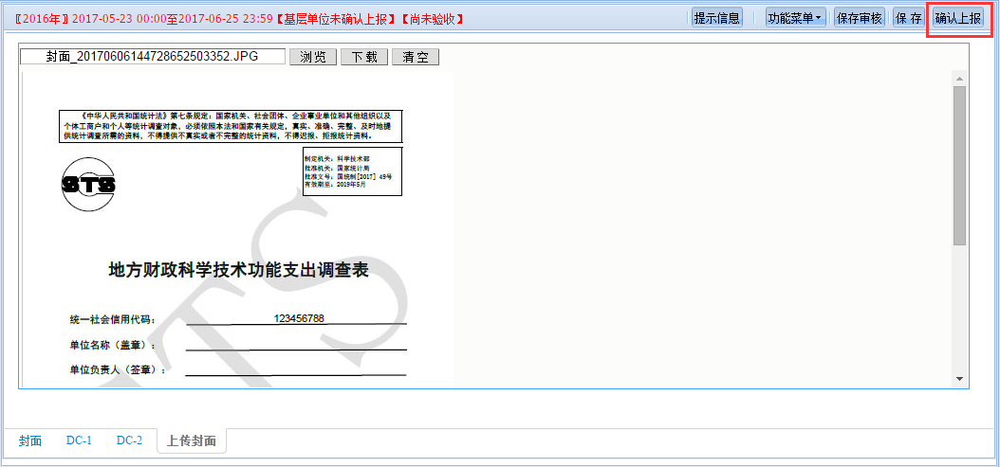 【2016年】2017-05-23 00:00至2017-06-25 23:59【基层单位未确认上报】【尚未验收】
提示信息 功能菜单 保存审核 保 存 确认上报
封面_20170606144728652503352.JPG 浏 览 下 载 清 空
《中华人民共和国统计法》第七条规定：国家机关、社会团体、企业事业单位和其他组织以及
个体工商户和个人等统计调查对象，必须依照本法和国家有关规定，真实、准确、完整、及时地提
供统计调查所需的资料，不得提供不真实或者不完整的统计资料，不得迟报、拒报统计资料。
制定机关：科学技术部
批准机关：国家统计局
批准文号：国统制[2017] 49号
有效期至：2019年5月
STS
地方财政科学技术功能支出调查表
统一社会信用代码： 123456788
单位名称（盖章）：
单位负责人（签章）：
STS
封面 DC-1 DC-2 上传封面